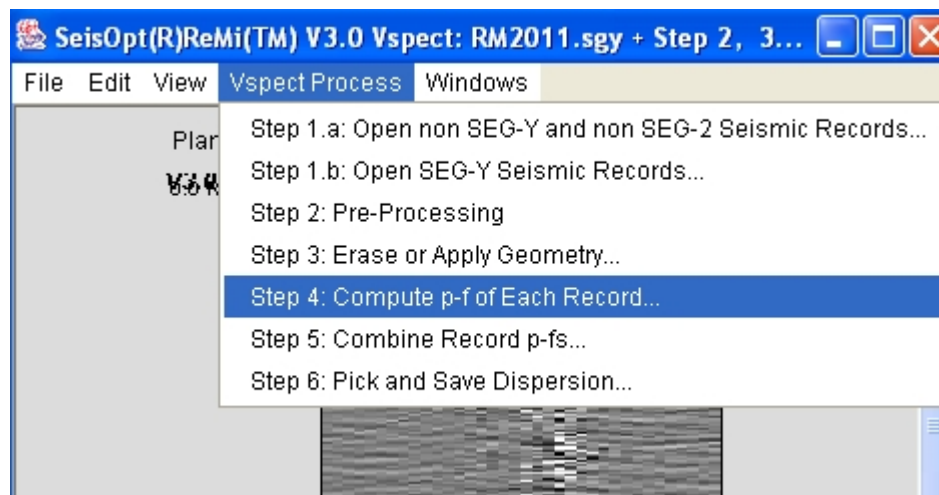 SeisOpt(R)ReMi(TM) V3.0 Vspect: RM2011.sgy + Step 2, 3...
File Edit View Vspect Process Windows
Step 1.a: Open non SEG-Y and non SEG-2 Seismic Records...
Step 1.b: Open SEG-Y Seismic Records...
Step 2: Pre-Processing
Step 3: Erase or Apply Geometry...
Step 4: Compute p-f of Each Record...
Step 5: Combine Record p-fs...
Step 6: Pick and Save Dispersion...